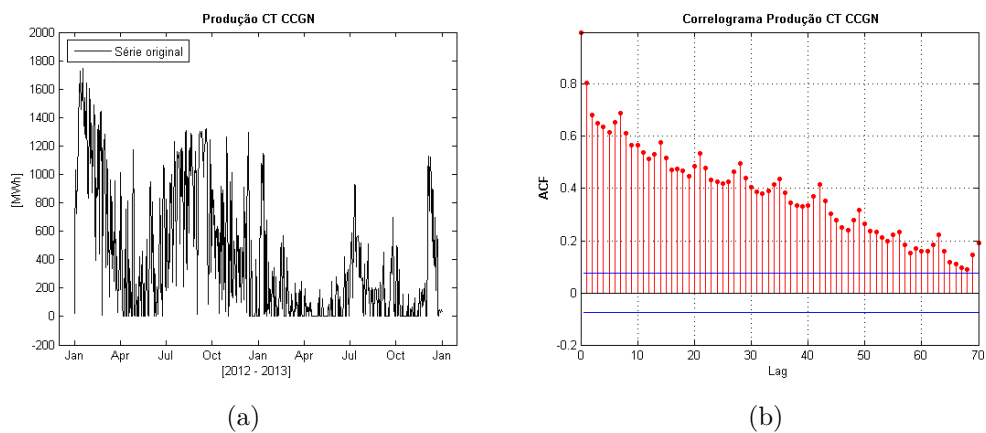 Produção CT CCGN
Série original
2000
1800
1600
1400
1200
1000
800
600
400
200
0
-200
[MWh]
Jan Apr Jul Oct Jan Apr Jul Oct Jan
[2012 - 2013]
(a)
Correlograma Produção CT CCGN
0.8
0.6
0.4
0.2
0
-0.2
ACF
0 10 20 30 40 50 60 70
Lag
(b)